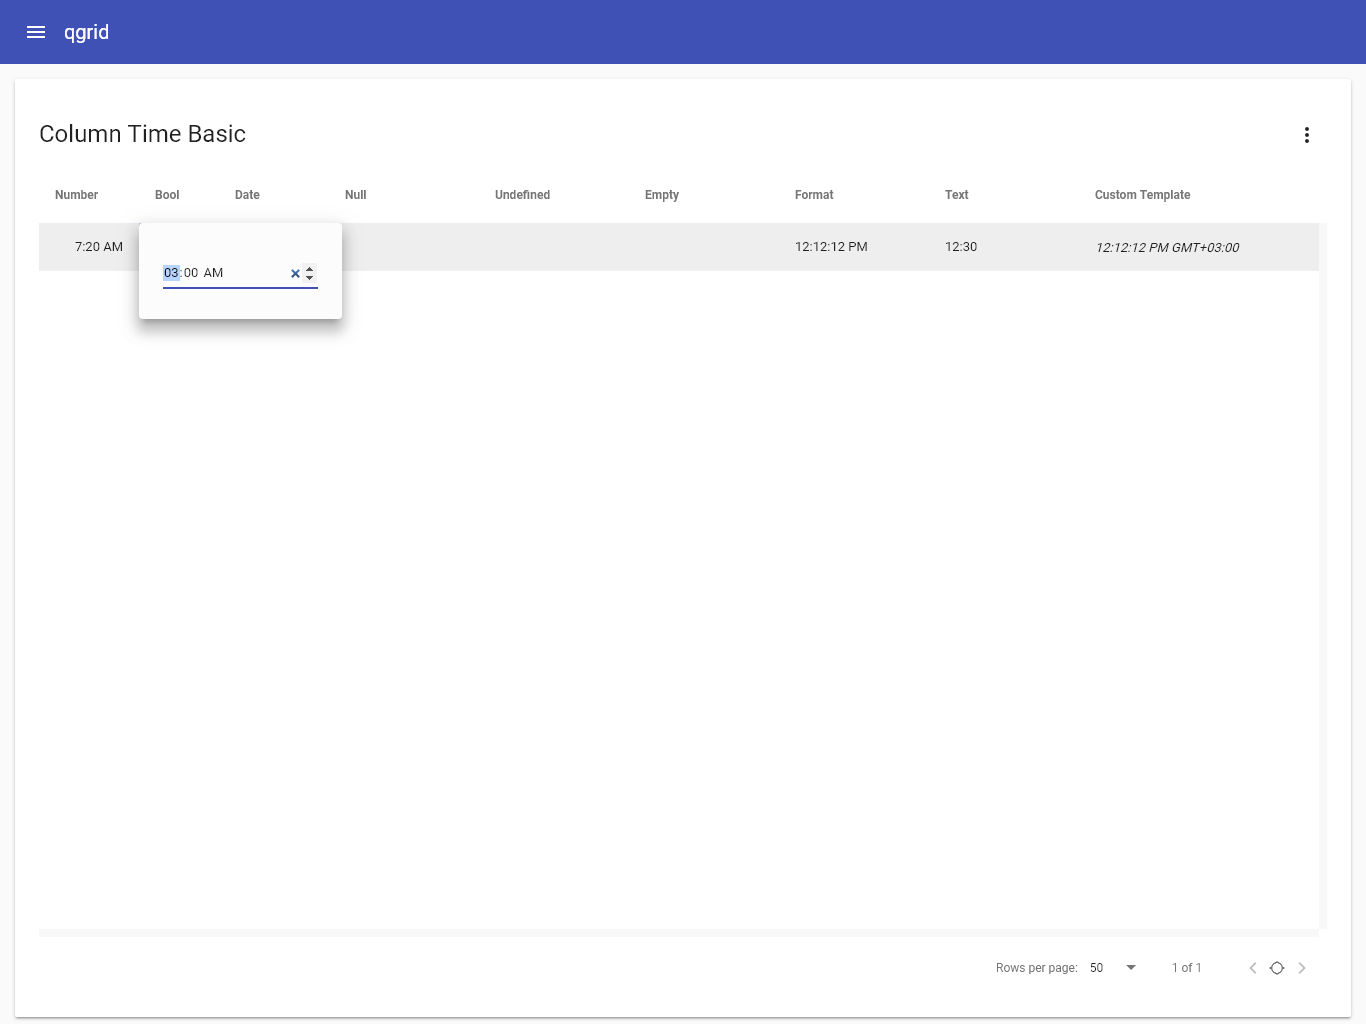 qgrid
Column Time Basic
Number Bool Date Null Undefined Empty Format Text Custom Template
7:20 AM 12:12:12 PM 12:30 12:12:12 PM GMT+03:00
03:00 AM
Rows per page: 50 1 of 1